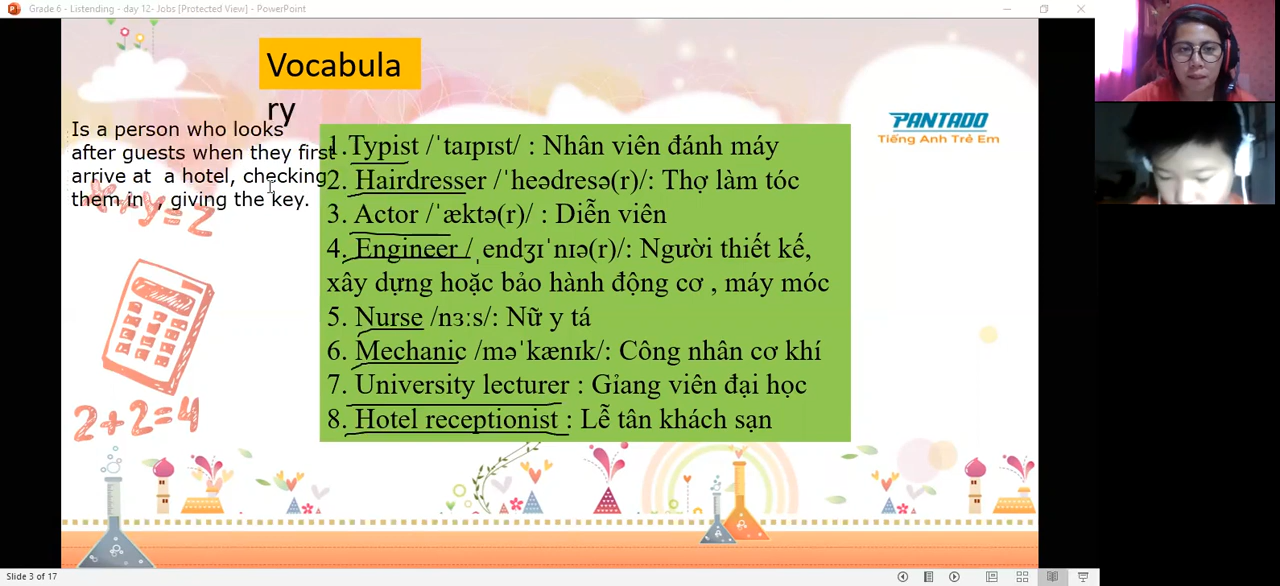 Grade 6 - Listending - day 12- Jobs [Protected View] - PowerPoint
Vocabula
ry
Is a person who looks
after guests when they first
arrive at a hotel, checking
them in , giving the key.
1.Typist /ˈtaɪpɪst/ : Nhân viên đánh máy
2. Hairdresser /ˈheədresə(r)/: Thợ làm tóc
3. Actor /ˈæktə(r)/ : Diễn viên
4. Engineer /ˌendʒɪˈnɪə(r)/: Người thiết kế,
xây dựng hoặc bảo hành động cơ , máy móc
5. Nurse /nɜːs/: Nữ y tá
6. Mechanic /məˈkænɪk/: Công nhân cơ khí
7. University lecturer : Gỉang viên đại học
8. Hotel receptionist : Lễ tân khách sạn
PANTADO
Tiếng Anh Trẻ Em
x+y=z
2+2=4
Slide 3 of 17